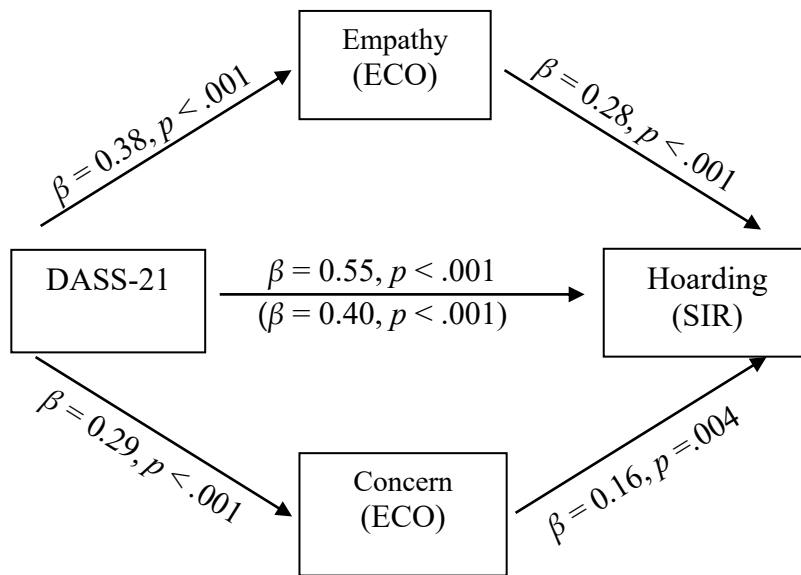 Empathy
(ECO)
β = 0.38, p < .001
β = 0.28, p < .001
DASS-21
β = 0.55, p < .001
(β = 0.40, p < .001)
Hoarding
(SIR)
β = 0.29, p < .001
Concern
(ECO)
β = 0.16, p =.004